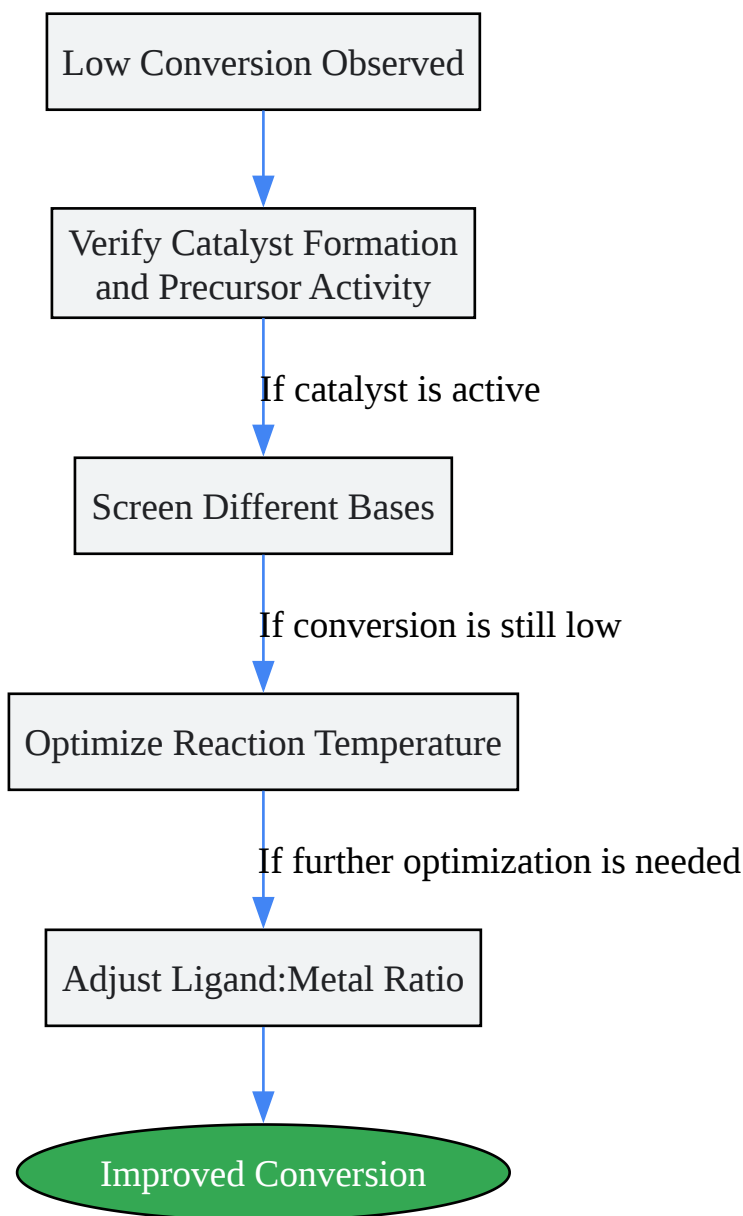 Low Conversion Observed
Verify Catalyst Formation
and Precursor Activity
If catalyst is active
Screen Different Bases
If conversion is still low
Optimize Reaction Temperature
If further optimization is needed
Adjust Ligand:Metal Ratio
Improved Conversion